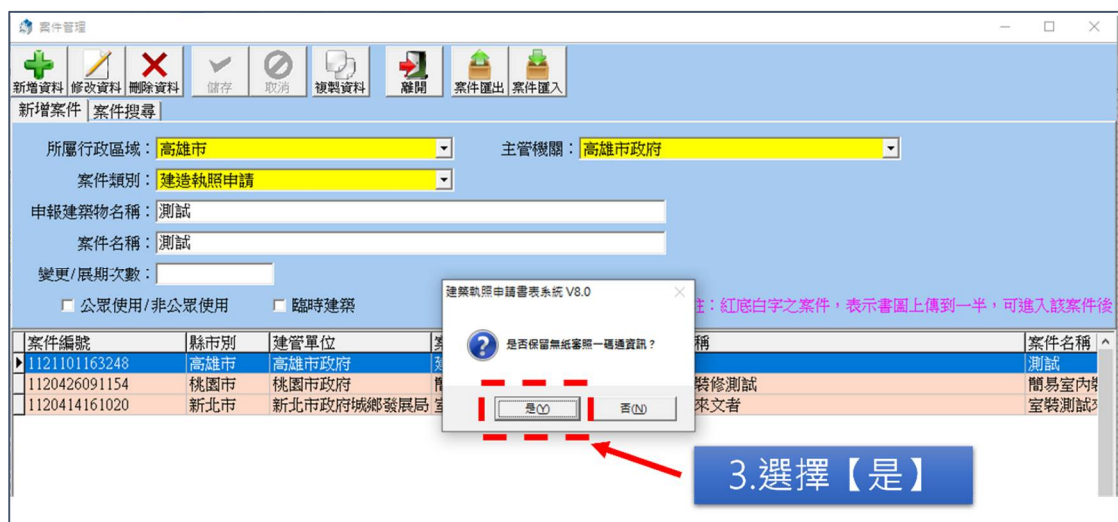 案件管理
新增資料 修改資料 刪除資料 儲存 取消 複製資料 離開 案件匯出 案件匯入
新增案件 案件搜尋
所屬行政區域：高雄市 主管機關：高雄市政府
案件類別：建造執照申請
申報建築物名稱：測試
案件名稱：測試
變更/展期次數：
公眾使用/非公眾使用 臨時建築
建築執照申請書表系統 V8.0
註：紅底白字之案件，表示書圖上傳到一半，可進入該案件後
是否保留無紙審照一碼通資訊？
是(Y) 否(N)
案件編號 縣市別 建管單位 稱 案件名稱
1121101163248 高雄市 高雄市政府 測試
1120426091154 桃園市 桃園市政府 裝修測試 簡易室內
1120414161020 新北市 新北市政府城鄉發展局 來文者 室裝測試
3.選擇【是】